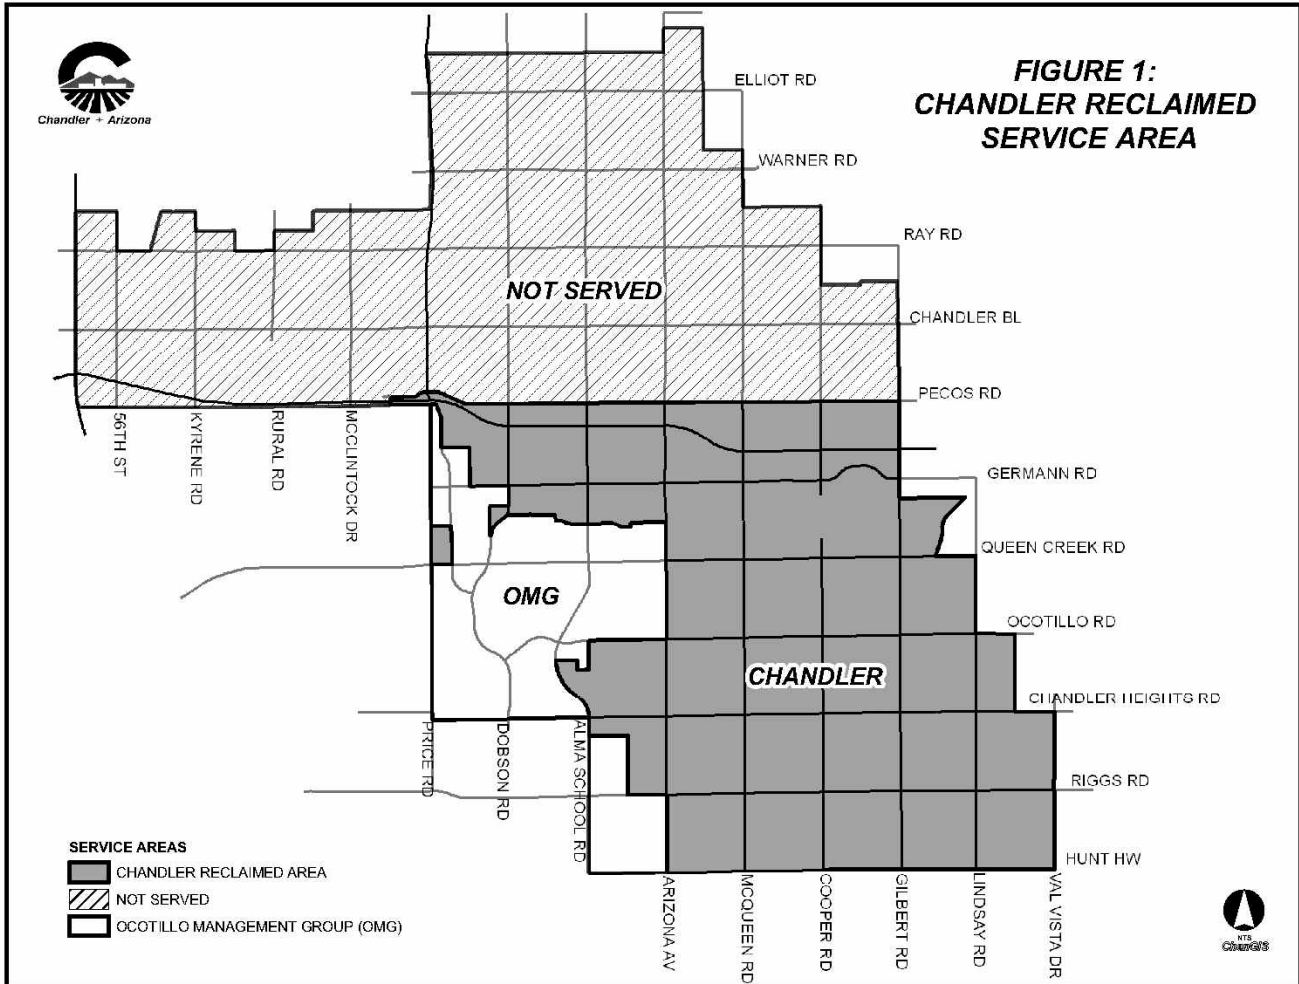 Chandler + Arizona
FIGURE 1:
CHANDLER RECLAIMED
SERVICE AREA
ELLIOT RD
WARNER RD
RAY RD
NOT SERVED
CHANDLER BL
PECOS RD
56TH ST
KYRENE RD
RURAL RD
MCCLINTOCK DR
GERMANN RD
QUEEN CREEK RD
OMG
OCOTILLO RD
CHANDLER
CHANDLER HEIGHTS RD
PRICE RD
DOBSON RD
ALMA SCHOOL RD
RIGGS RD
HUNT HW
ARIZONA AV
MCQUEEN RD
COOPER RD
GILBERT RD
LINDSAY RD
VAL VISTA DR
SERVICE AREAS
CHANDLER RECLAIMED AREA
NOT SERVED
OCOTILLO MANAGEMENT GROUP (OMG)
NTS
ChanGIS